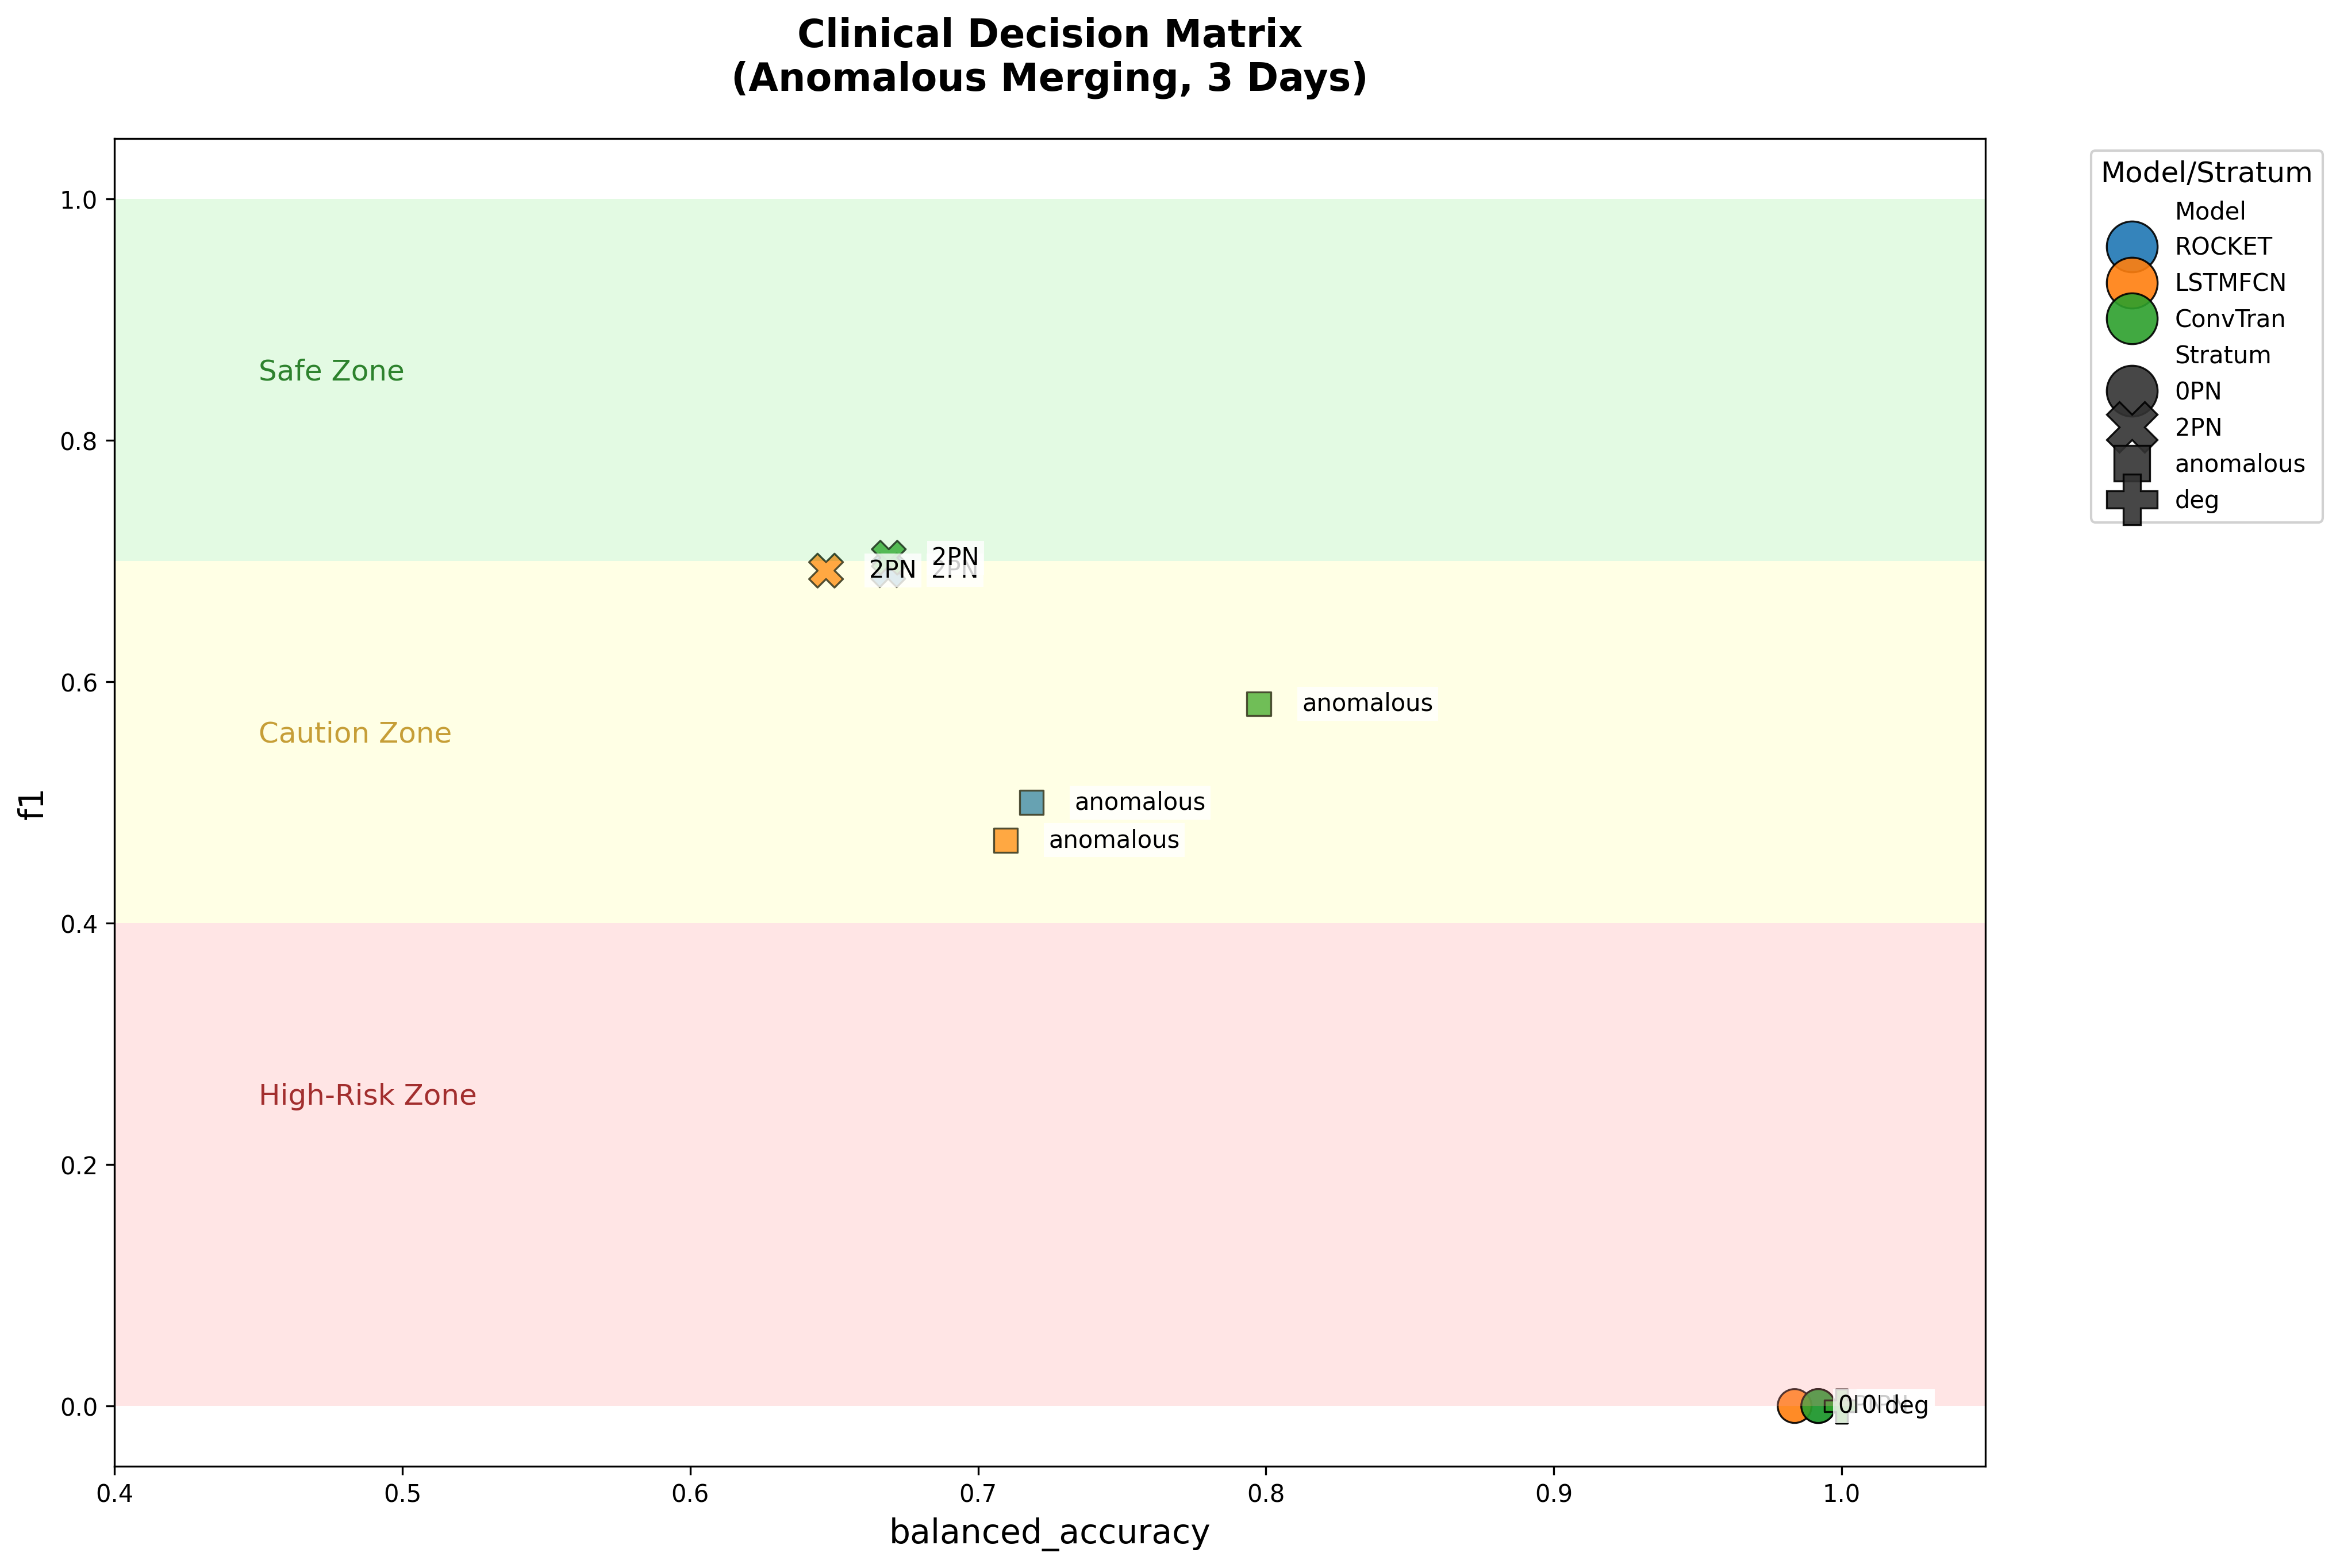 Clinical Decision Matrix
(Anomalous Merging, 3 Days)
Model/Stratum
Model
ROCKET
LSTMFCN
ConvTran
Stratum
0PN
2PN
anomalous
deg
1.0
0.8
0.6
0.4
0.2
0.0
f1
Safe Zone
2PN
2PN
2PN
anomalous
Caution Zone
anomalous
anomalous
High-Risk Zone
deg
0.4 0.5 0.6 0.7 0.8 0.9 1.0
balanced_accuracy